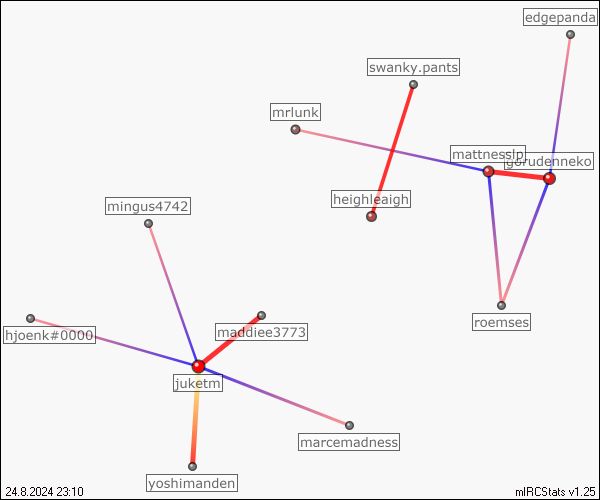 edgepanda
swanky.pants
mrlunk
mattnesslp
gorudenneko
heighleaigh
mingus4742
roemses
maddiee3773
hjoenk#0000
juketm
marcemadness
yoshimanden
24.8.2024 23:10
mIRCStats v1.25